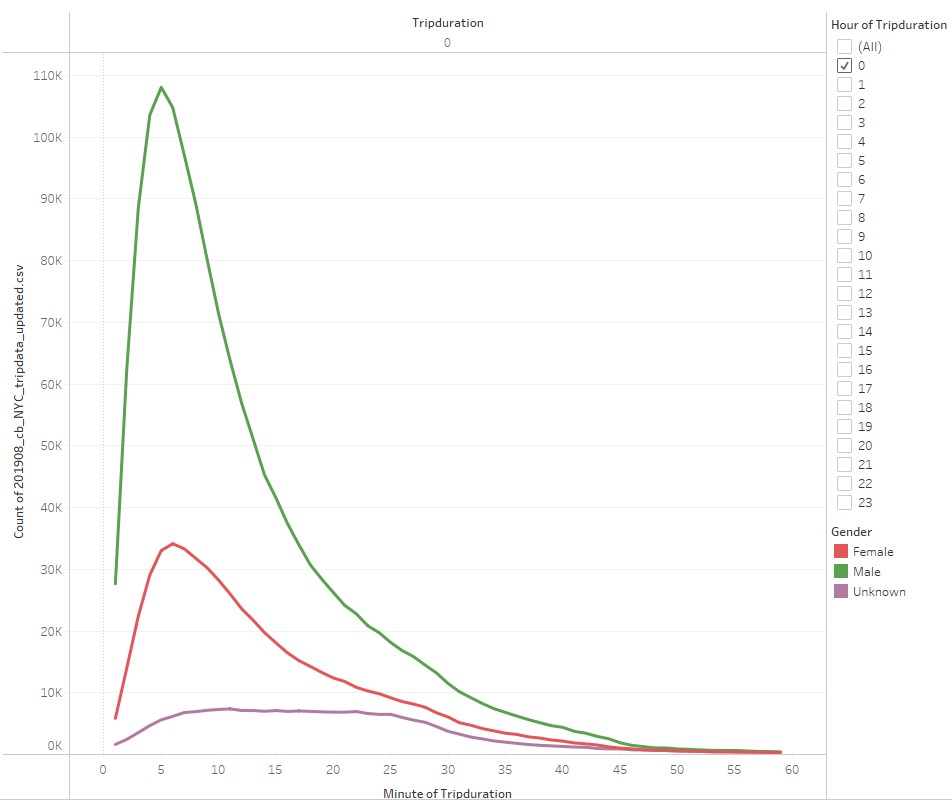 Tripduration
0
110K
100K
90K
80K
70K
60K
50K
40K
30K
20K
10K
0K
Count of 201908_cb_NYC_tripdata_updated.csv
0 5 10 15 20 25 30 35 40 45 50 55 60
Minute of Tripduration
Hour of Tripduration
(All)
0
1
2
3
4
5
6
7
8
9
10
11
12
13
14
15
16
17
18
19
20
21
22
23
Gender
Female
Male
Unknown